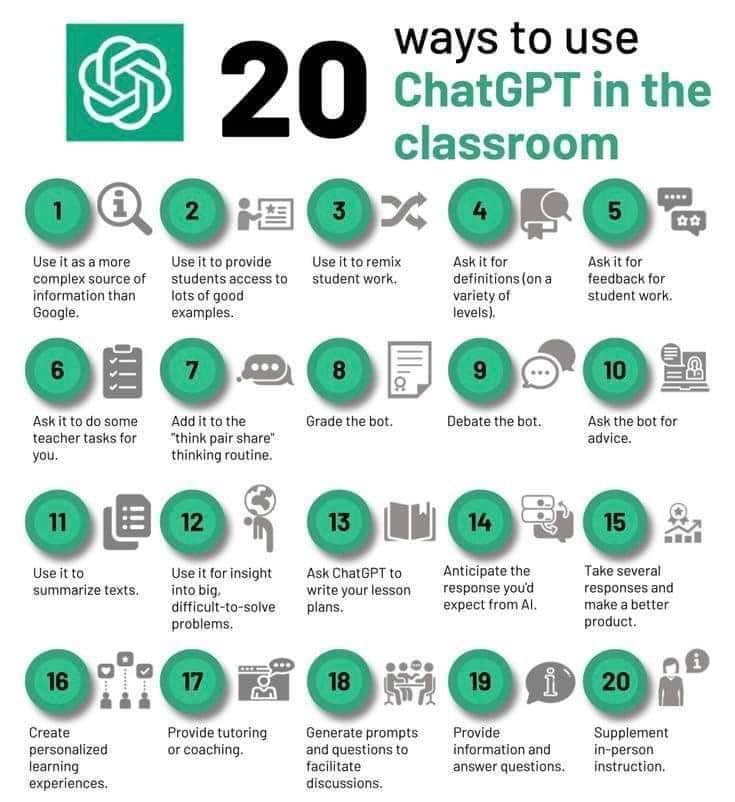 20
ways to use
ChatGPT in the
classroom
1
Use it as a more
complex source of
information than
Google.
2
Use it to provide
students access to
lots of good
examples.
3
Use it to remix
student work.
4
Ask it for
definitions (on a
variety of
levels).
5
Ask it for
feedback for
student work.
6
Ask it to do some
teacher tasks for
you.
7
Add it to the
"think pair share"
thinking routine.
8
Grade the bot.
9
Debate the bot.
10
Ask the bot for
advice.
11
Use it to
summarize texts.
12
Use it for insight
into big,
difficult-to-solve
problems.
13
Ask ChatGPT to
write your lesson
plans.
14
Anticipate the
response you'd
expect from AI.
15
Take several
responses and
make a better
product.
16
Create
personalized
learning
experiences.
17
Provide tutoring
or coaching.
18
Generate prompts
and questions to
facilitate
discussions.
19
Provide
information and
answer questions.
20
Supplement
in-person
instruction.